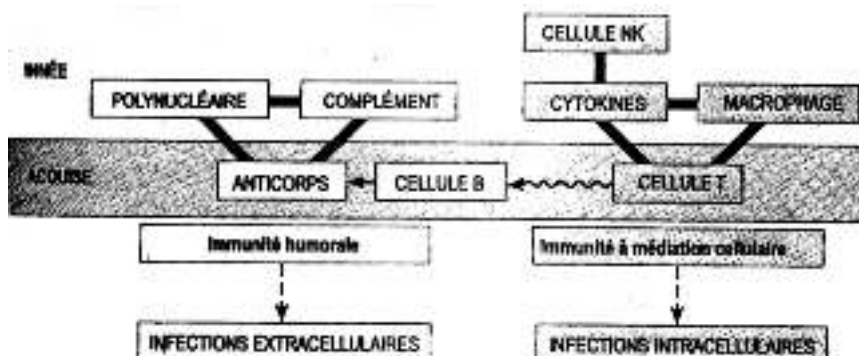 CELLULE NK
INNÉE
POLYNUCLÉAIRE
COMPLÉMENT
CYTOKINES
MACROPHAGE
ACQUISE
ANTICORPS
CELLULE B
CELLULE T
Immunité humorale
Immunité à médiation cellulaire
INFECTIONS EXTRACELLULAIRES
INFECTIONS INTRACELLULAIRES